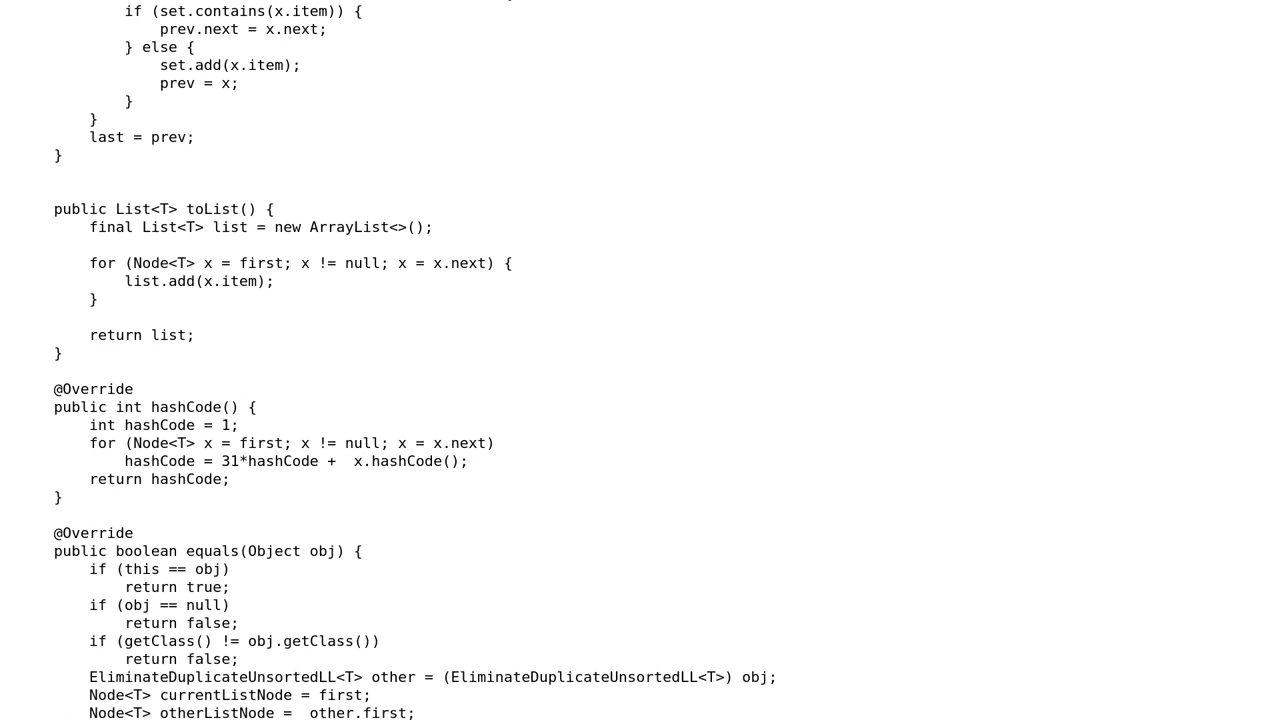 if (set.contains(x.item)) {
prev.next = x.next;
} else {
set.add(x.item);
prev = x;
}
}
last = prev;
}
public List<T> toList() {
final List<T> list = new ArrayList<>();
for (Node<T> x = first; x != null; x = x.next) {
list.add(x.item);
}
return list;
}
@Override
public int hashCode() {
int hashCode = 1;
for (Node<T> x = first; x != null; x = x.next)
hashCode = 31*hashCode +  x.hashCode();
return hashCode;
}
@Override
public boolean equals(Object obj) {
if (this == obj)
return true;
if (obj == null)
return false;
if (getClass() != obj.getClass())
return false;
EliminateDuplicateUnsortedLL<T> other = (EliminateDuplicateUnsortedLL<T>) obj;
Node<T> currentListNode = first;
Node<T> otherListNode =  other.first;